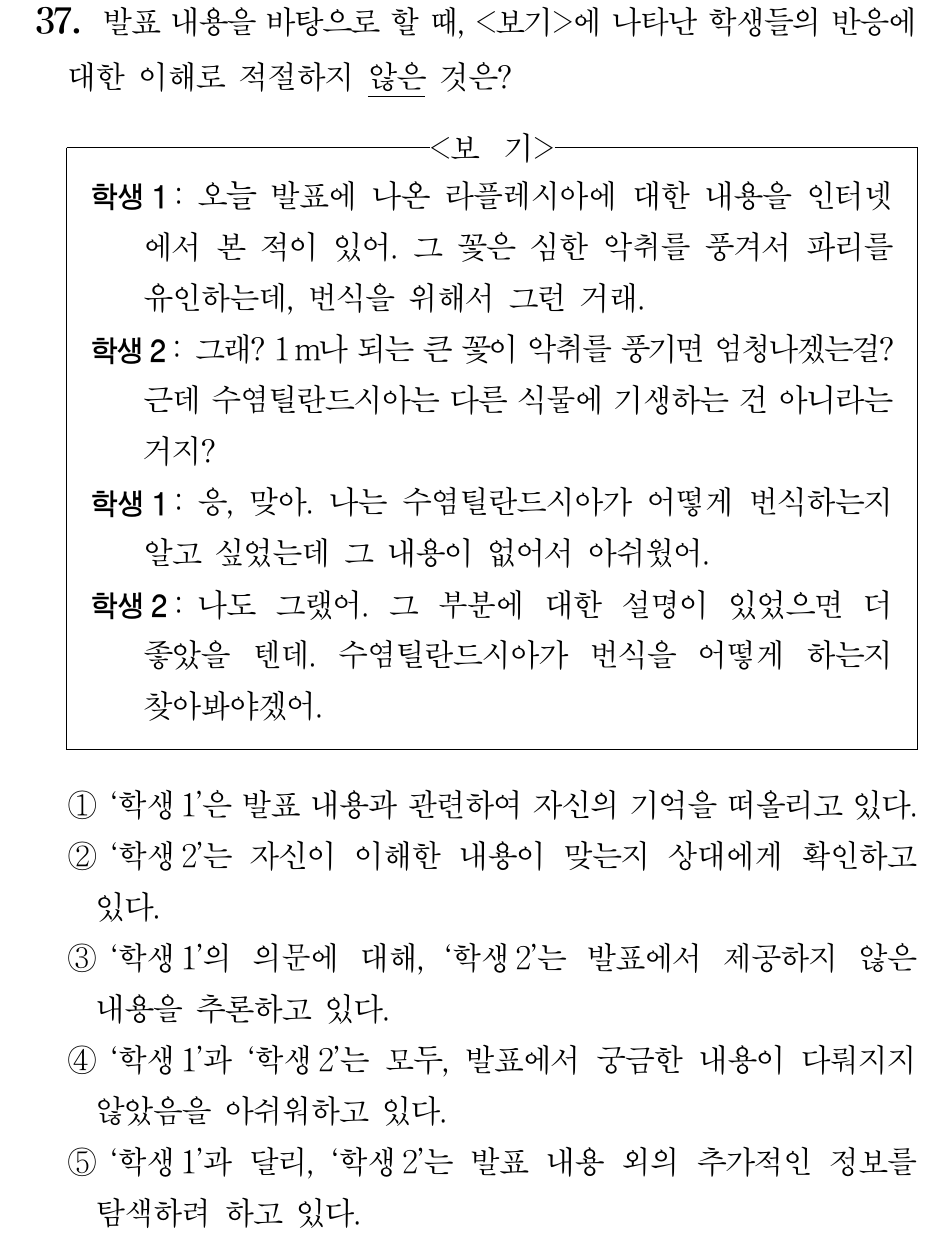 37. 발표 내용을 바탕으로 할 때, <보기>에 나타난 학생들의 반응에
대한 이해로 적절하지 않은 것은?
<보 기>
학생 1 : 오늘 발표에 나온 라플레시아에 대한 내용을 인터넷
에서 본 적이 있어. 그 꽃은 심한 악취를 풍겨서 파리를
유인하는데, 번식을 위해서 그런 거래.
학생 2 : 그래? 1m나 되는 큰 꽃이 악취를 풍기면 엄청나겠는걸?
근데 수염틸란드시아는 다른 식물에 기생하는 건 아니라는
거지?
학생 1 : 응, 맞아. 나는 수염틸란드시아가 어떻게 번식하는지
알고 싶었는데 그 내용이 없어서 아쉬웠어.
학생 2 : 나도 그랬어. 그 부분에 대한 설명이 있었으면 더
좋았을 텐데. 수염틸란드시아가 번식을 어떻게 하는지
찾아봐야겠어.
① ‘학생 1’은 발표 내용과 관련하여 자신의 기억을 떠올리고 있다.
② ‘학생 2’는 자신이 이해한 내용이 맞는지 상대에게 확인하고
있다.
③ ‘학생 1’의 의문에 대해, ‘학생 2’는 발표에서 제공하지 않은
내용을 추론하고 있다.
④ ‘학생 1’과 ‘학생 2’는 모두, 발표에서 궁금한 내용이 다뤄지지
않았음을 아쉬워하고 있다.
⑤ ‘학생 1’과 달리, ‘학생 2’는 발표 내용 외의 추가적인 정보를
탐색하려 하고 있다.